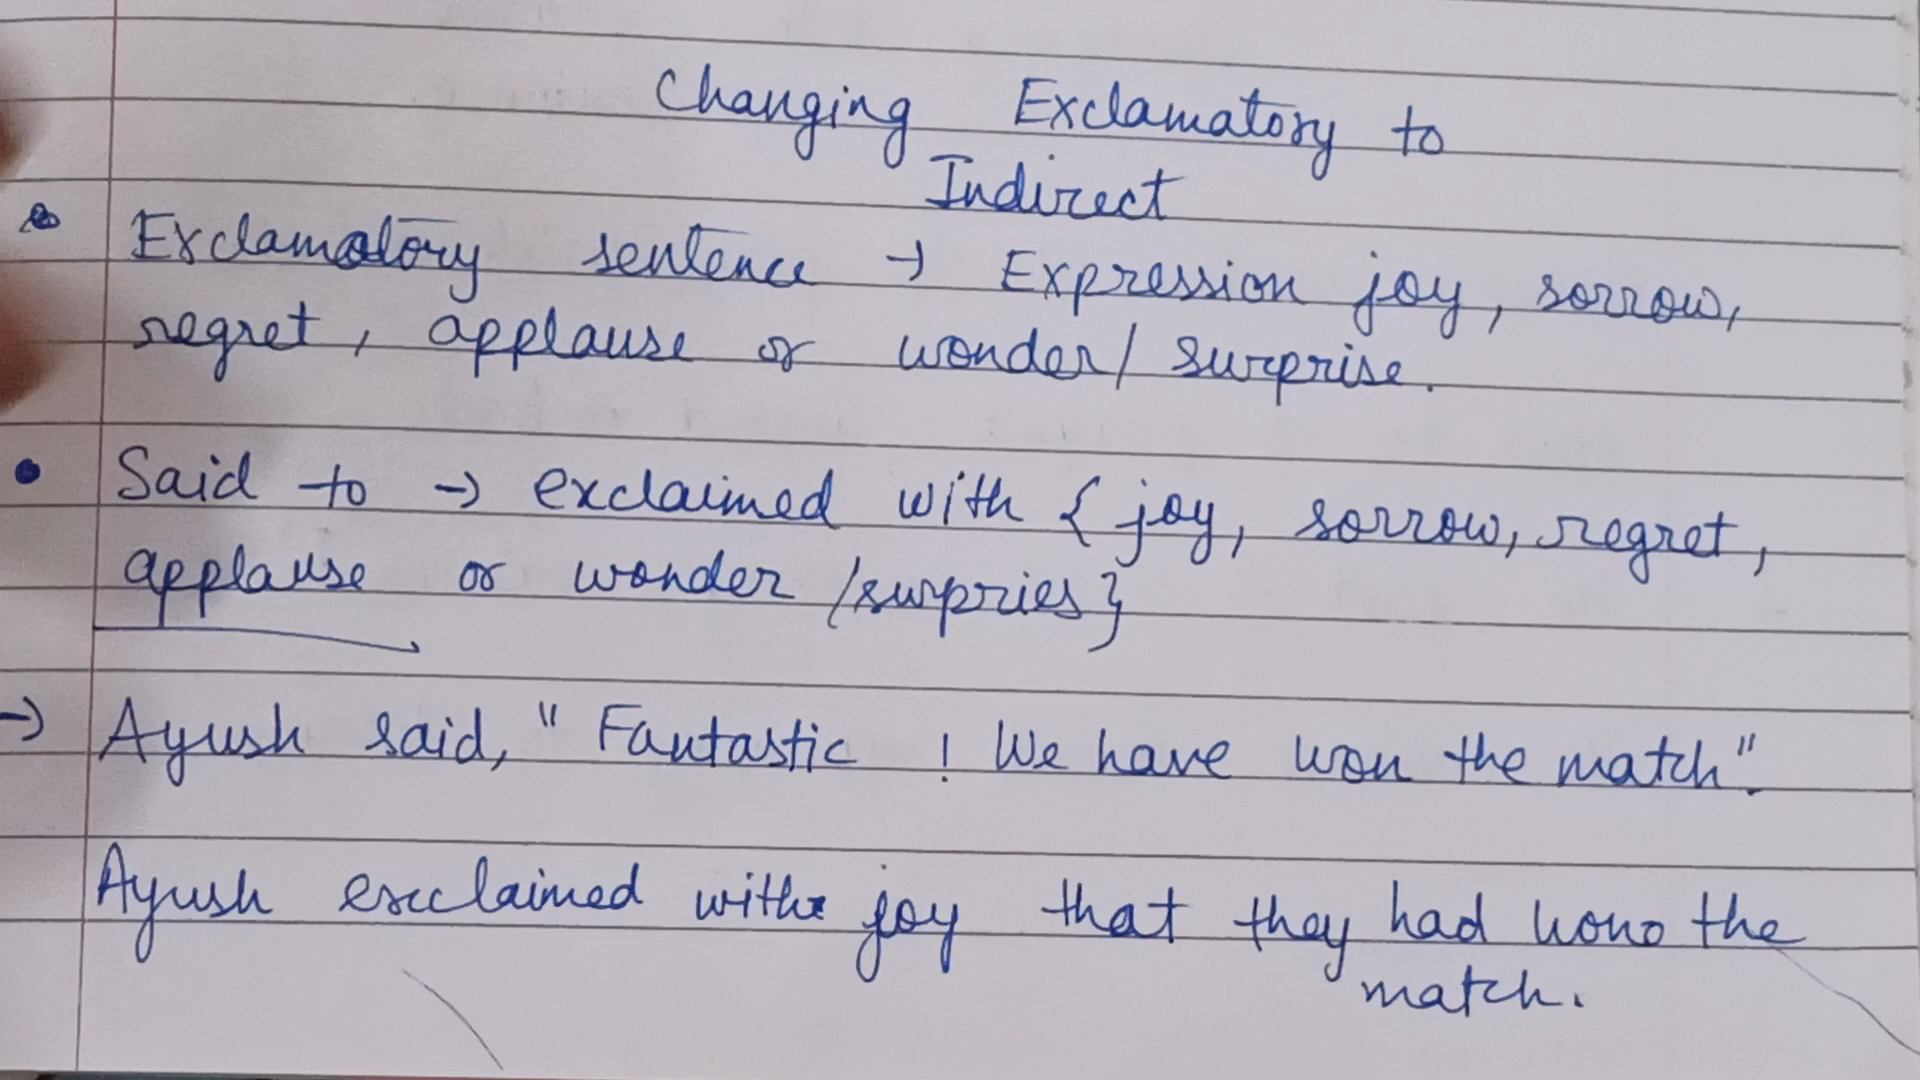 Changing Exclamatory to
Indirect
Exclamatory sentence → Expression joy, sorrow,
regret, applause or wonder/ surprise.
• Said to → exclaimed with { joy, sorrow, regret,
applause or wonder /surpries}
→ Ayush said, " Fantastic ! We have won the match".
Ayush exclaimed with joy that they had wono the
match.